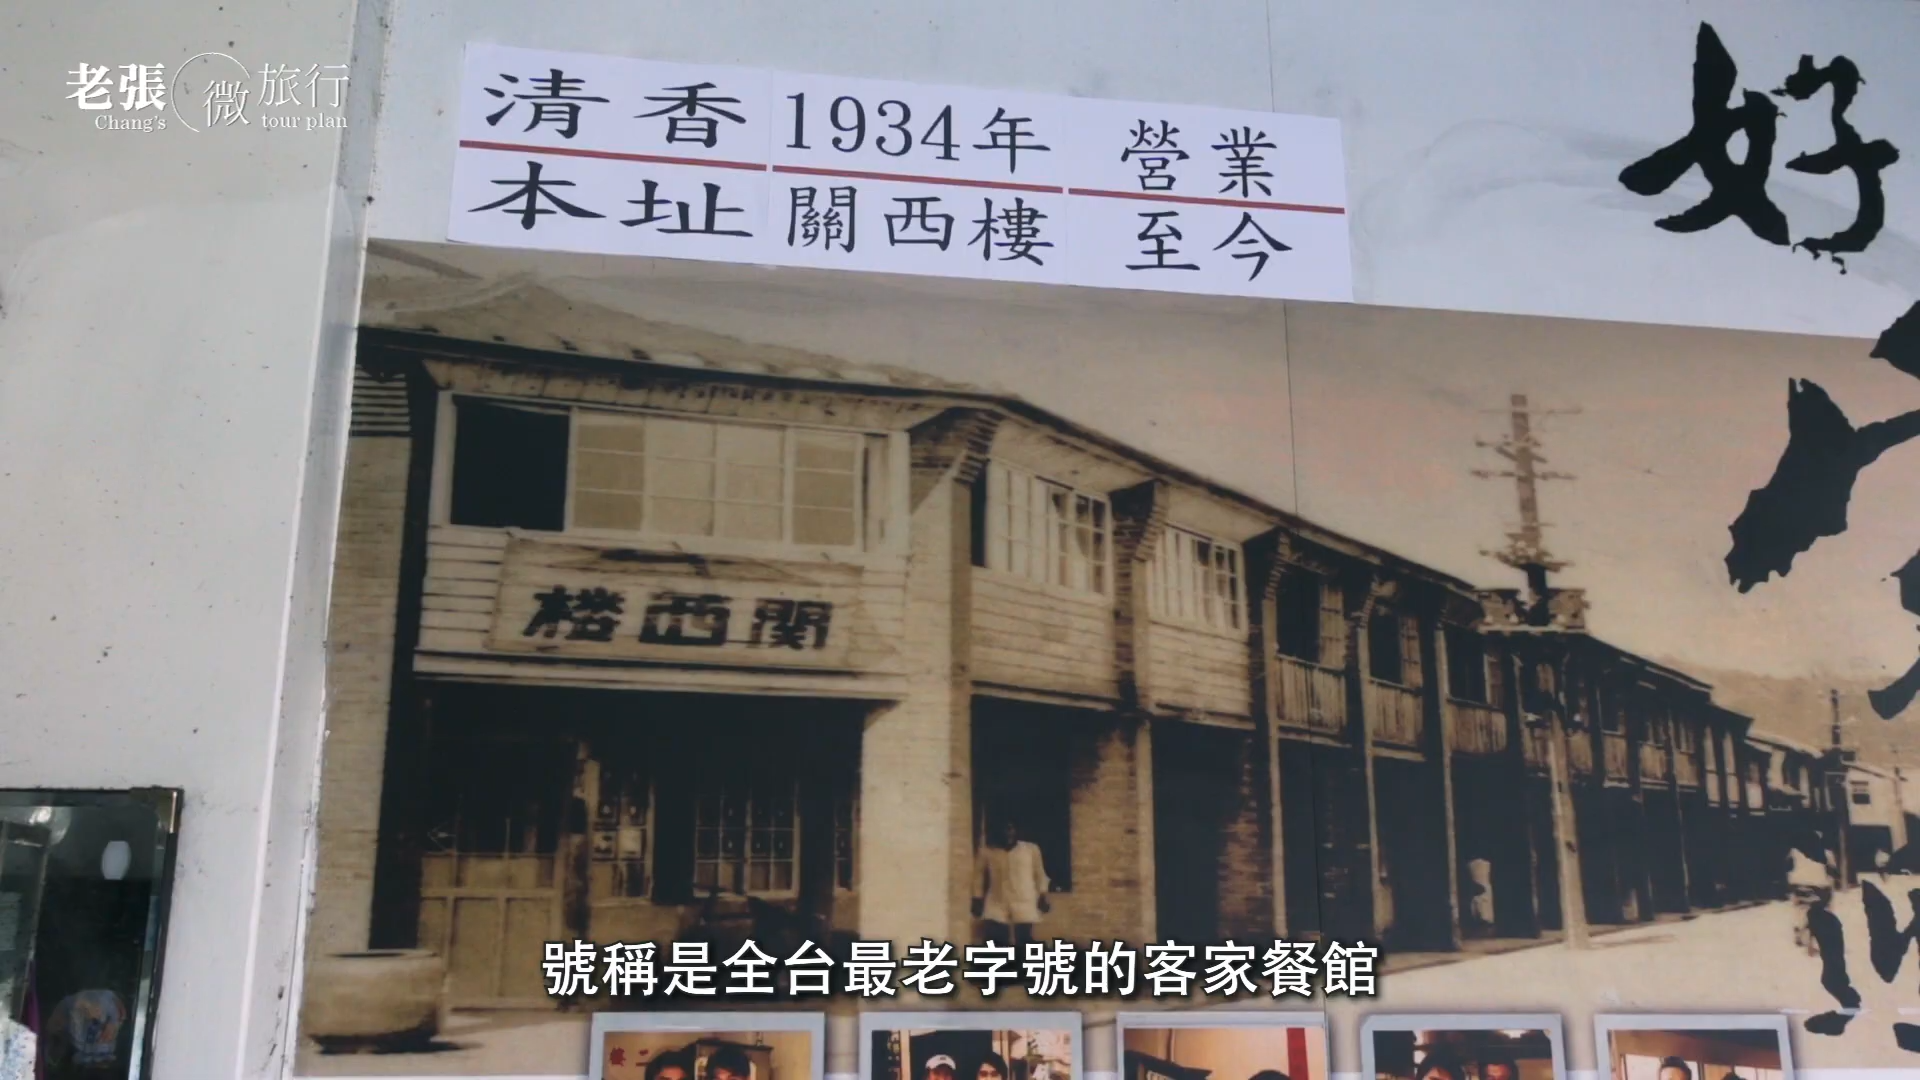 老張微旅行
Chang's tour plan
清香 1934年 營業
本址 關西樓 至今
好
楼西関
號稱是全台最老字號的客家餐館
二楼